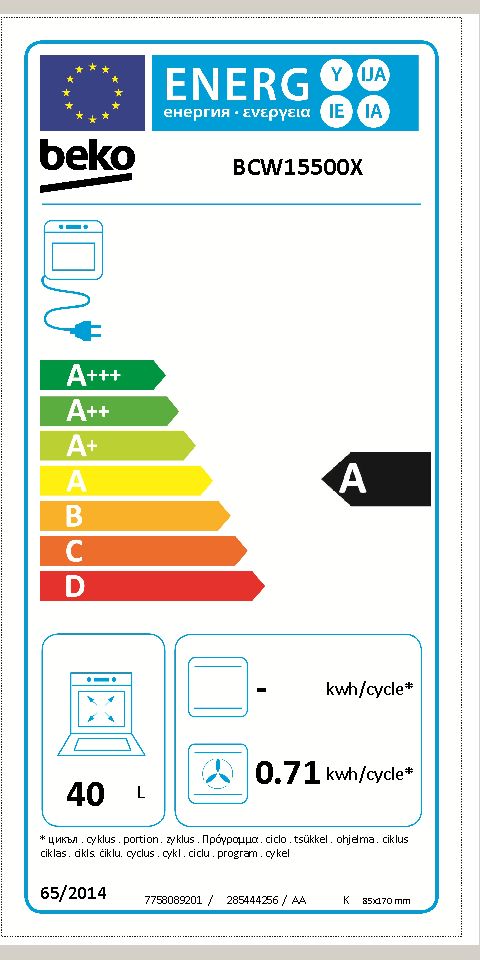 ENERG Y IJA
енергия · ενεργεια IE IA
beko
BCW15500X
A+++
A++
A+
A
A
B
C
D
- kwh/cycle*
40 L
0.71 kwh/cycle*
* цикъл . cyklus . portion . zyklus . Πρόγραμμα . ciclo . tsükkel . ohjelma . ciklus
ciklas . cikls. ċiklu. cyclus . cykl . ciclu . program . cykel
65/2014
7758089201 / 285444256 / AA K 85x170 mm